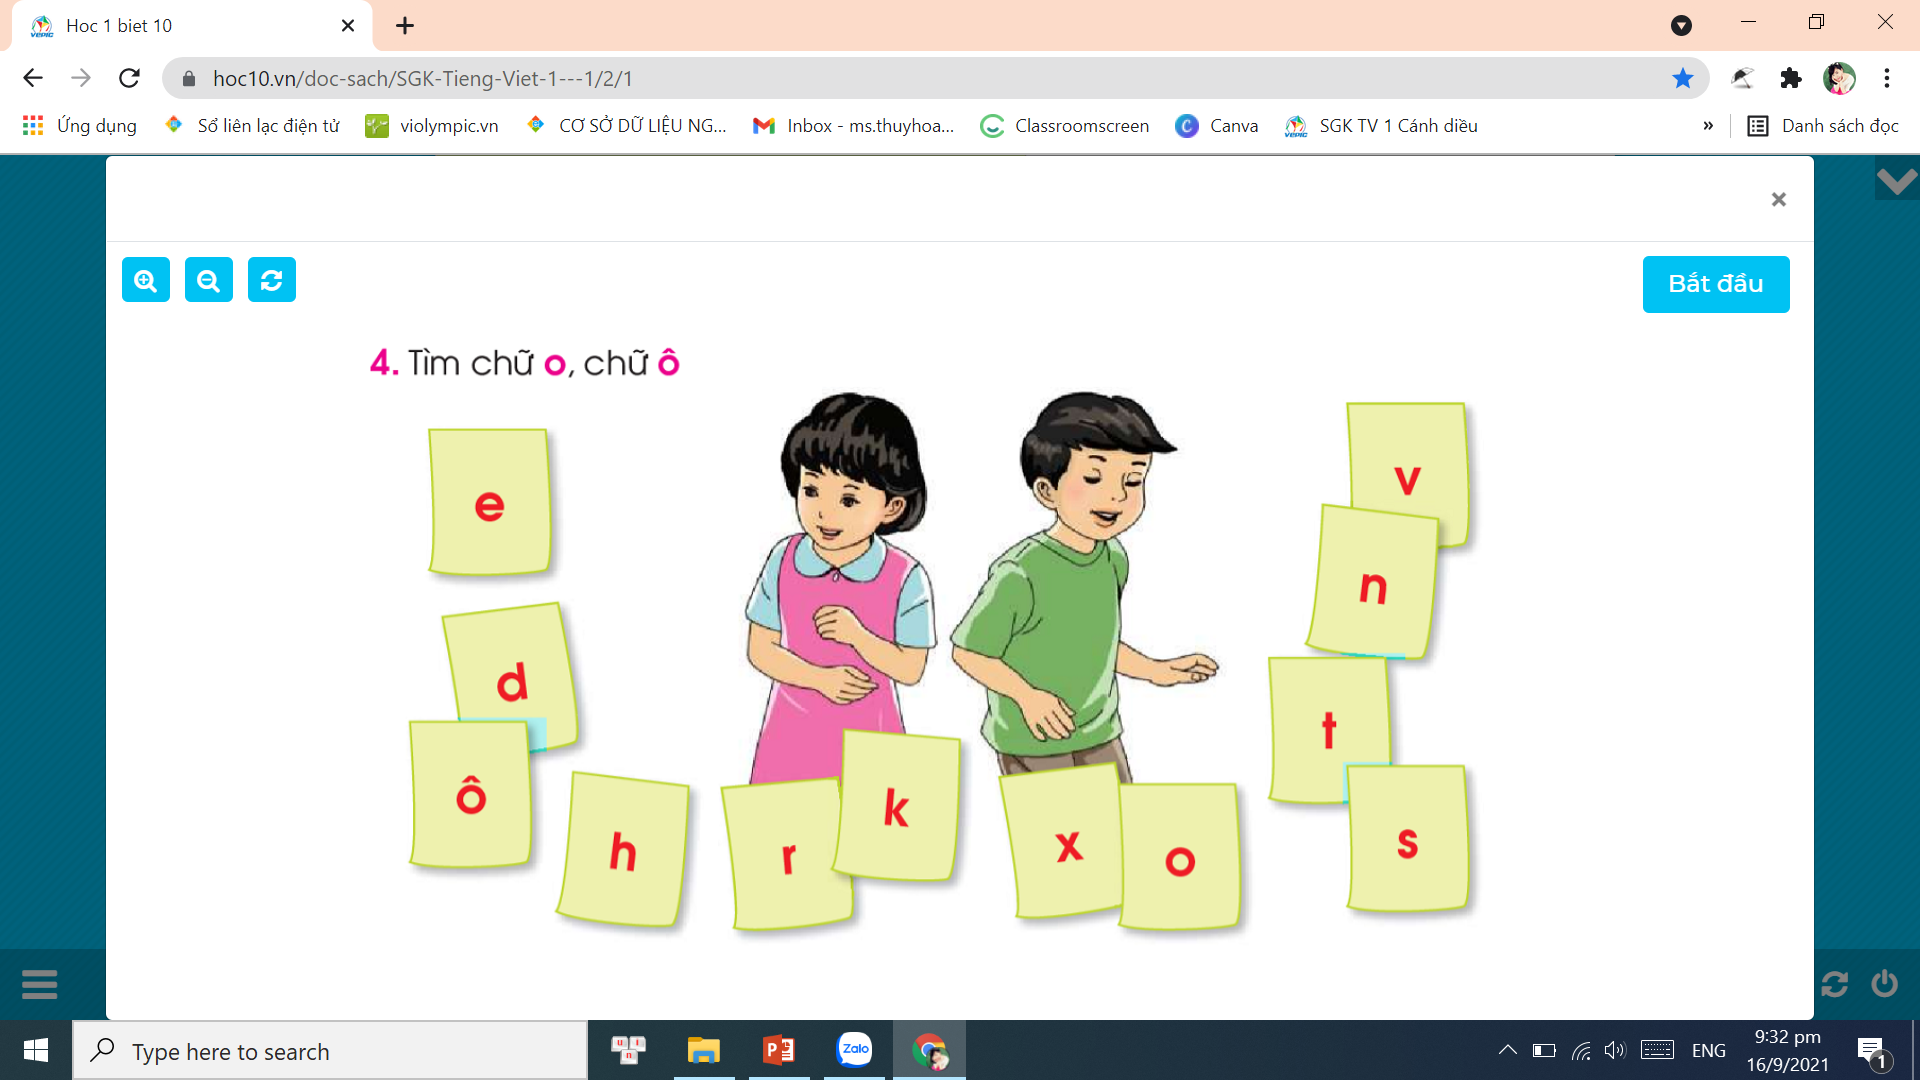 Hoc 1 biet 10
hoc10.vn/doc-sach/SGK-Tieng-Viet-1---1/2/1
Ứng dụng Sổ liên lạc điện tử violympic.vn CƠ SỞ DỮ LIỆU NG... Inbox - ms.thuyhoa... Classroomscreen Canva SGK TV 1 Cánh diều » Danh sách đọc
Bắt đầu
4. Tìm chữ o, chữ ô
e
v
n
d
t
ô
h
r
k
x
o
s
Type here to search
u i n
Zalo
ENG
9:32 pm
16/9/2021
1